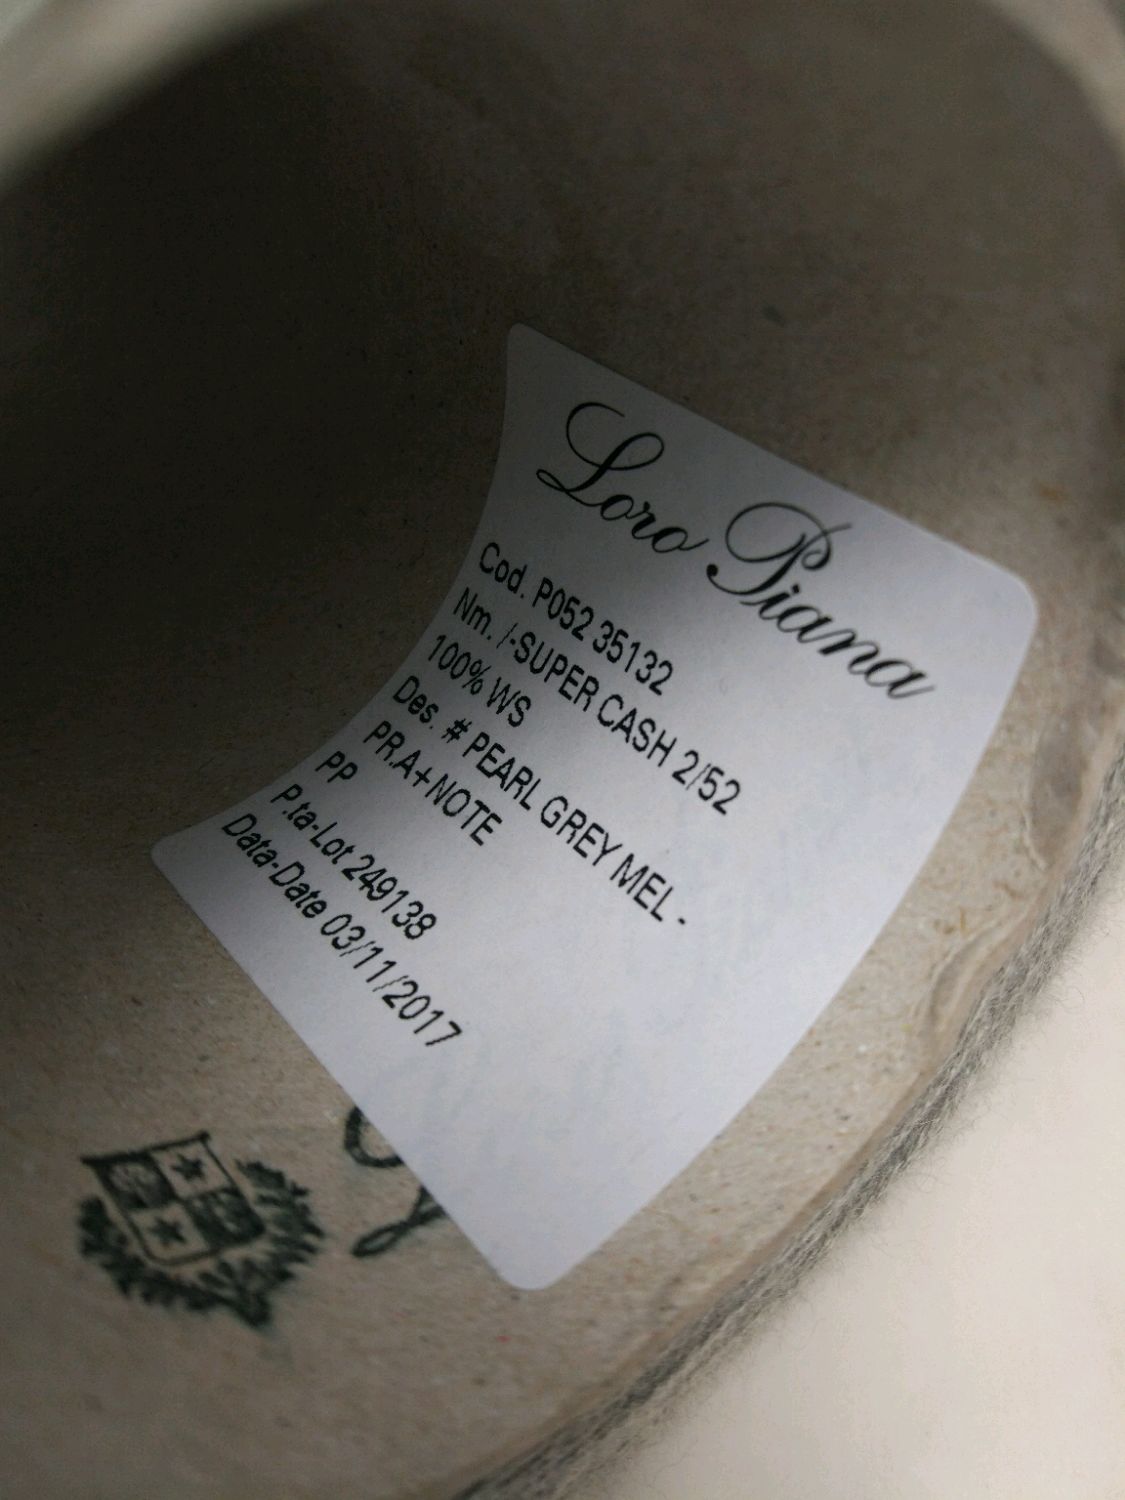 Loro Piana
Cod. P052 35132
Nm. /-SUPER CASH 2/52
100% WS
Des. # PEARL GREY MEL -
PR.A+NOTE
PP
P.ta-Lot 249138
Data-Date 03/11/2017